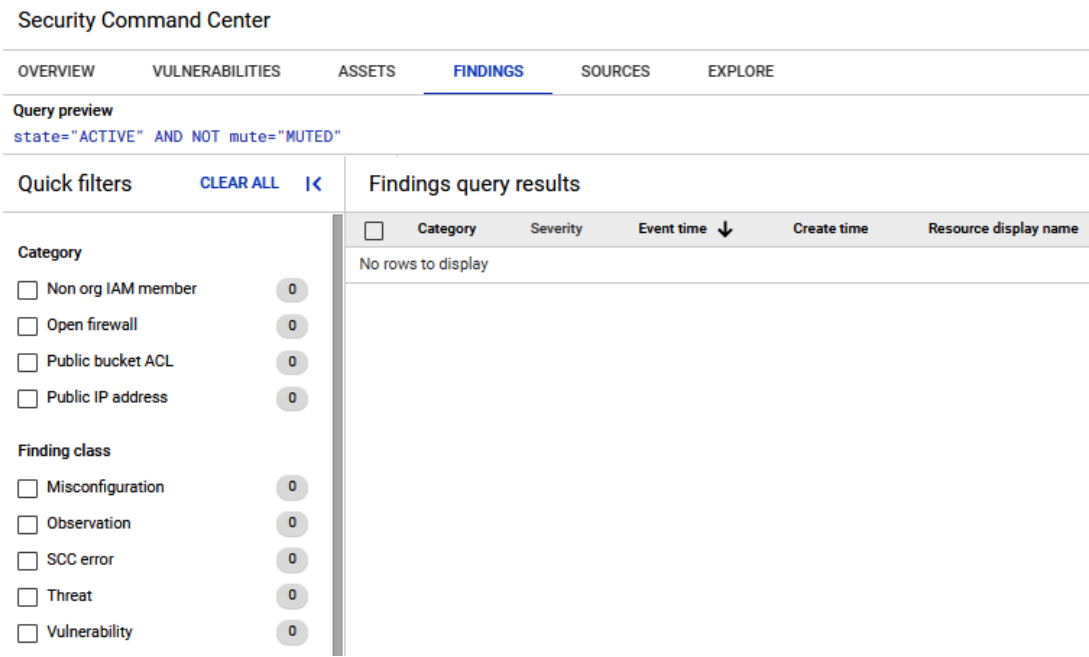 Security Command Center
OVERVIEW VULNERABILITIES ASSETS FINDINGS SOURCES EXPLORE
Query preview
state="ACTIVE" AND NOT mute="MUTED"
Quick filters CLEAR ALL
Category
Non org IAM member 0
Open firewall 0
Public bucket ACL 0
Public IP address 0
Finding class
Misconfiguration 0
Observation 0
SCC error 0
Threat 0
Vulnerability 0
Findings query results
Category Severity Event time Create time Resource display name
No rows to display